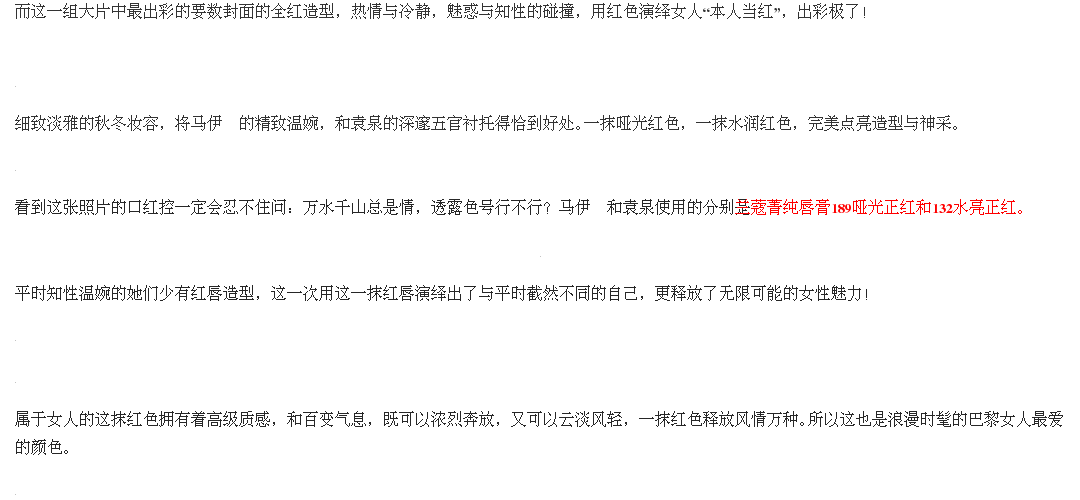 而这一组大片中最出彩的要数封面的全红造型，热情与冷静，魅惑与知性的碰撞，用红色演绎女人“本人当红”，出彩极了！
细致淡雅的秋冬妆容，将马伊　的精致温婉，和袁泉的深邃五官衬托得恰到好处。一抹哑光红色，一抹水润红色，完美点亮造型与神采。
看到这张照片的口红控一定会忍不住问：万水千山总是情，透露色号行不行？马伊　和袁泉使用的分别是蔻菁纯唇膏189哑光正红和132水亮正红。
平时知性温婉的她们少有红唇造型，这一次用这一抹红唇演绎出了与平时截然不同的自己，更释放了无限可能的女性魅力！
属于女人的这抹红色拥有着高级质感，和百变气息，既可以浓烈奔放，又可以云淡风轻，一抹红色释放风情万种。所以这也是浪漫时髦的巴黎女人最爱
的颜色。